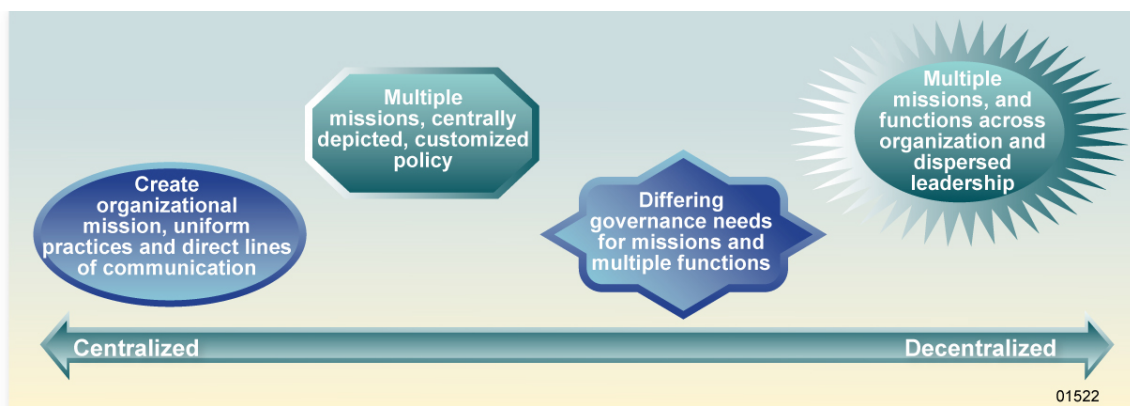 Create
organizational
mission, uniform
practices and direct lines
of communication
Multiple
missions, centrally
depicted, customized
policy
Differing
governance needs
for missions and
multiple functions
Multiple
missions, and
functions across
organization and
dispersed
leadership
Centralized
Decentralized
01522